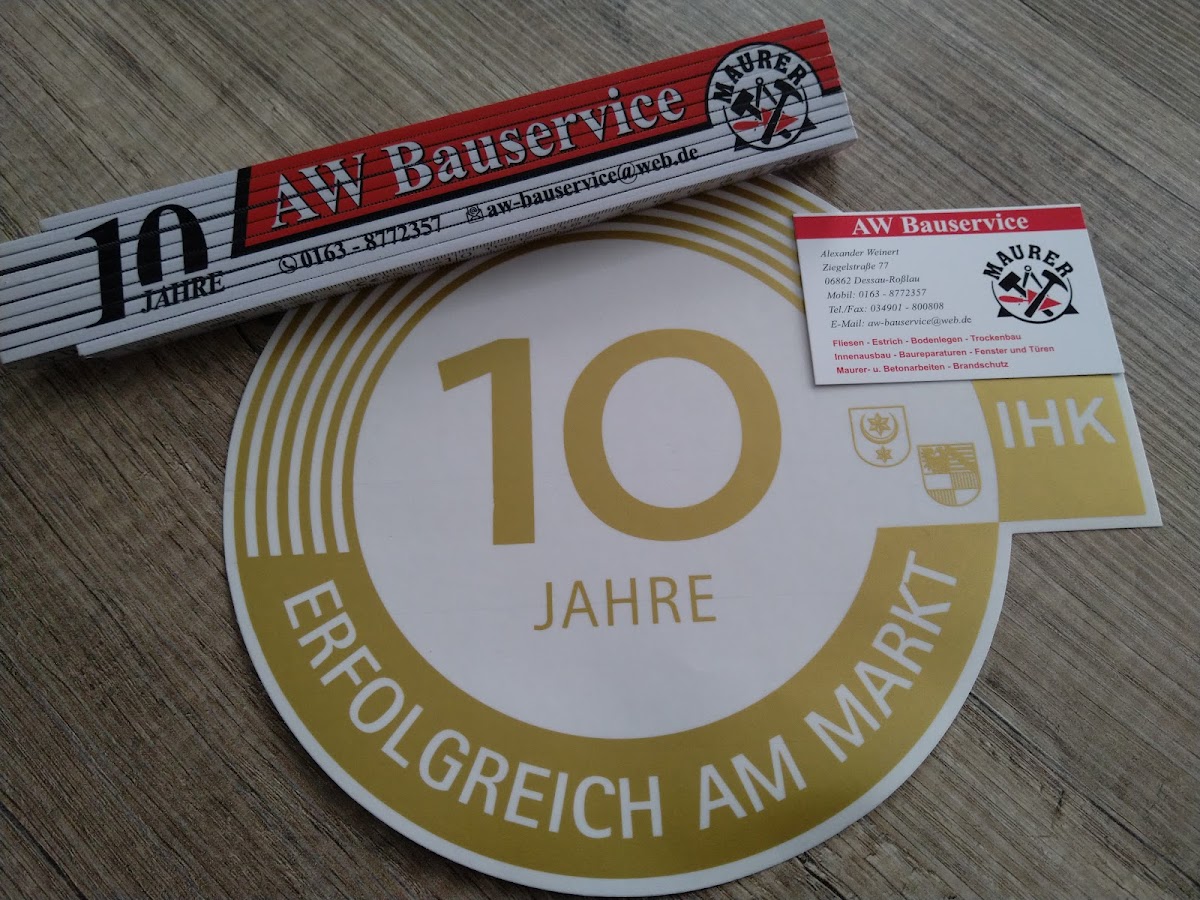 10
JAHRE
AW Bauservice
0163 - 8772357
aw-bauservice@web.de
MAURER
AW Bauservice
Alexander Weinert
Ziegelstraße 77
06862 Dessau-Roßlau
Mobil: 0163 - 8772357
Tel./Fax: 034901 - 800808
E-Mail: aw-bauservice@web.de
MAURER
Fliesen - Estrich - Bodenlegen - Trockenbau
Innenausbau - Baureparaturen - Fenster und Türen
Maurer- u. Betonarbeiten - Brandschutz
10
JAHRE
IHK
ERFOLGREICH AM MARKT